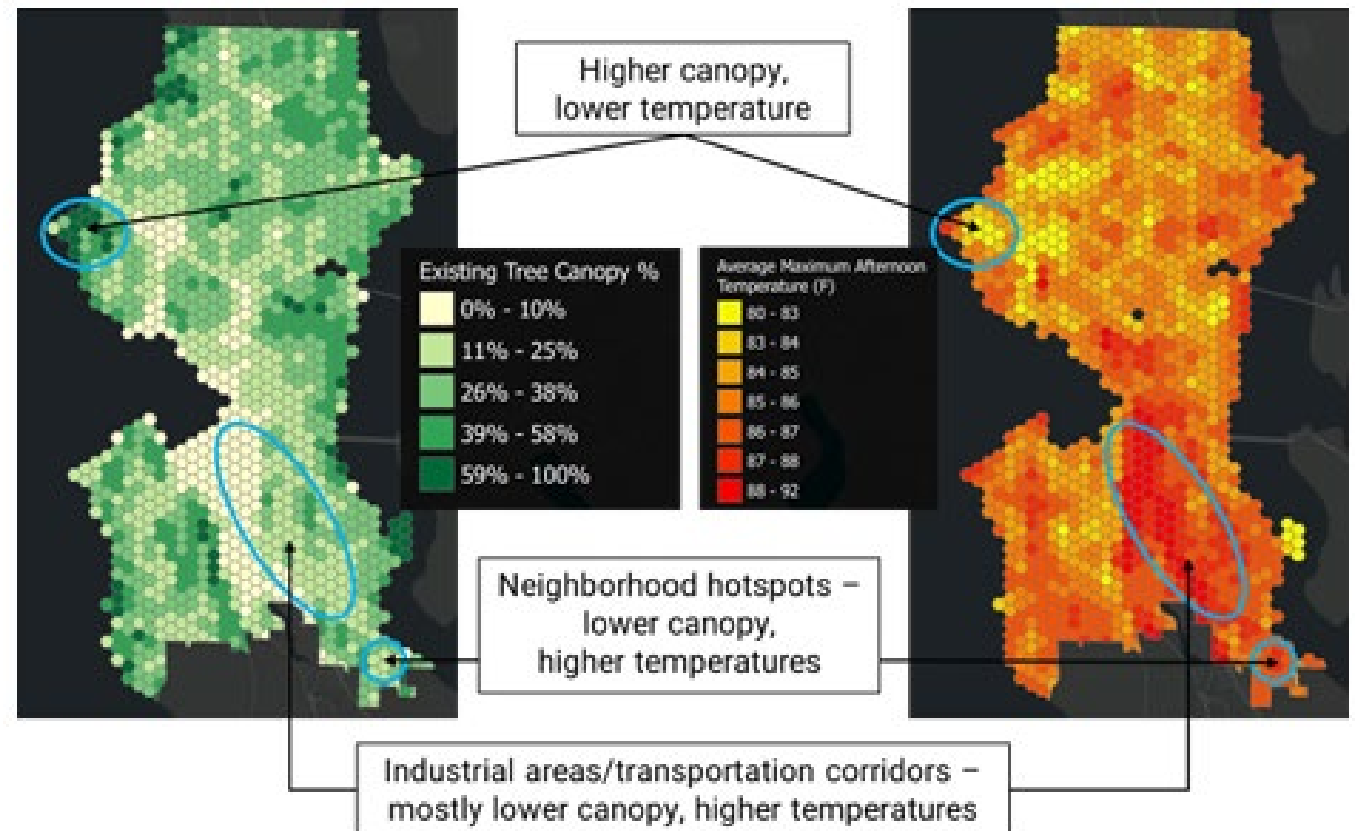 Higher canopy,
lower temperature
Existing Tree Canopy %
0% - 10%
11% - 25%
26% - 38%
39% - 58%
59% - 100%
Average Maximum Afternoon
Temperature (F)
80 - 83
83 - 84
84 - 85
85 - 86
86 - 87
87 - 88
88 - 92
Neighborhood hotspots –
lower canopy,
higher temperatures
Industrial areas/transportation corridors –
mostly lower canopy, higher temperatures